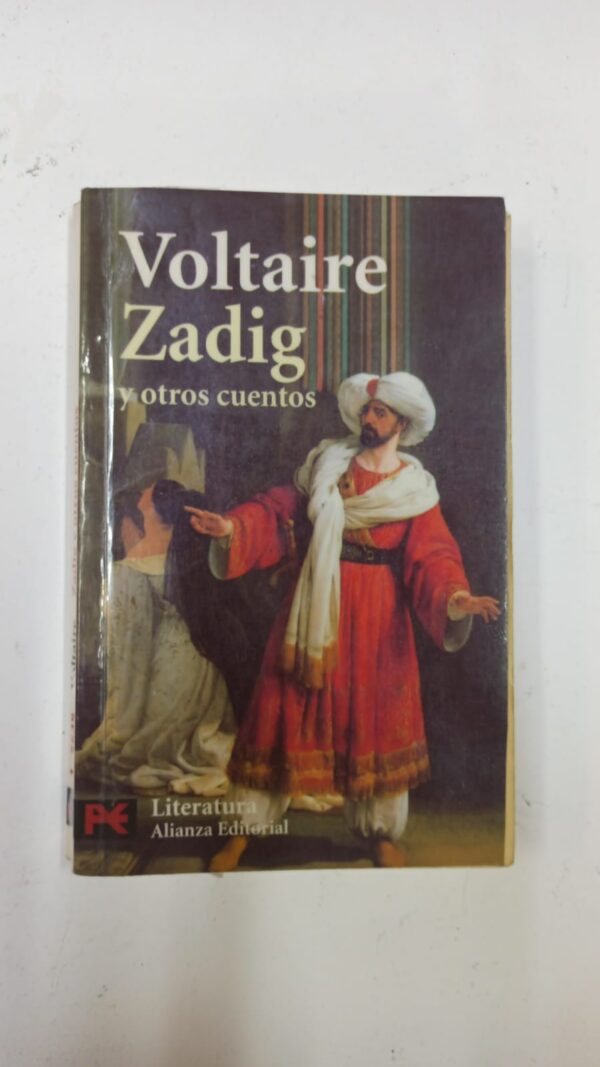 Voltaire
Zadig
y otros cuentos
Literatura
Alianza Editorial